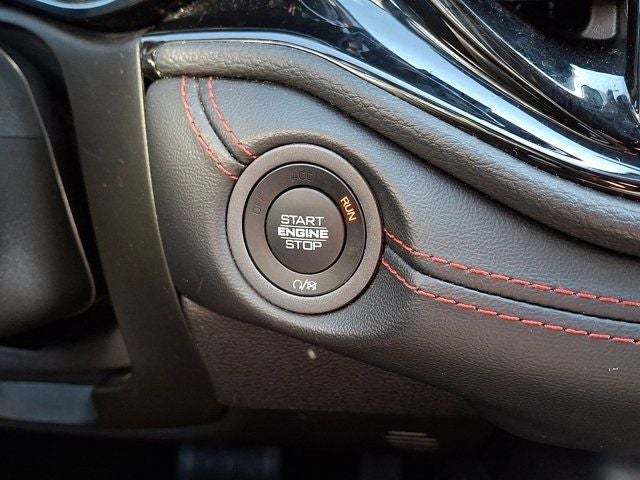 OFF ACC RUN
START
ENGINE
STOP